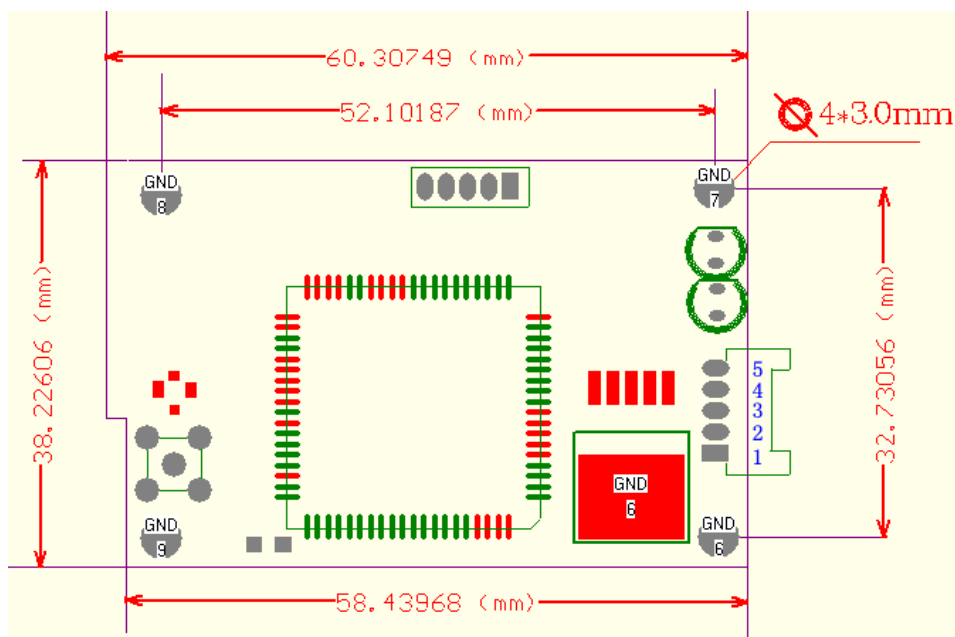 60.30749 (mm)
52.10187 (mm)
4*3.0mm
GND
8
GND
7
38.22606 (mm)
32.73056 (mm)
5
4
3
2
1
GND
6
GND
9
GND
6
58.43968 (mm)